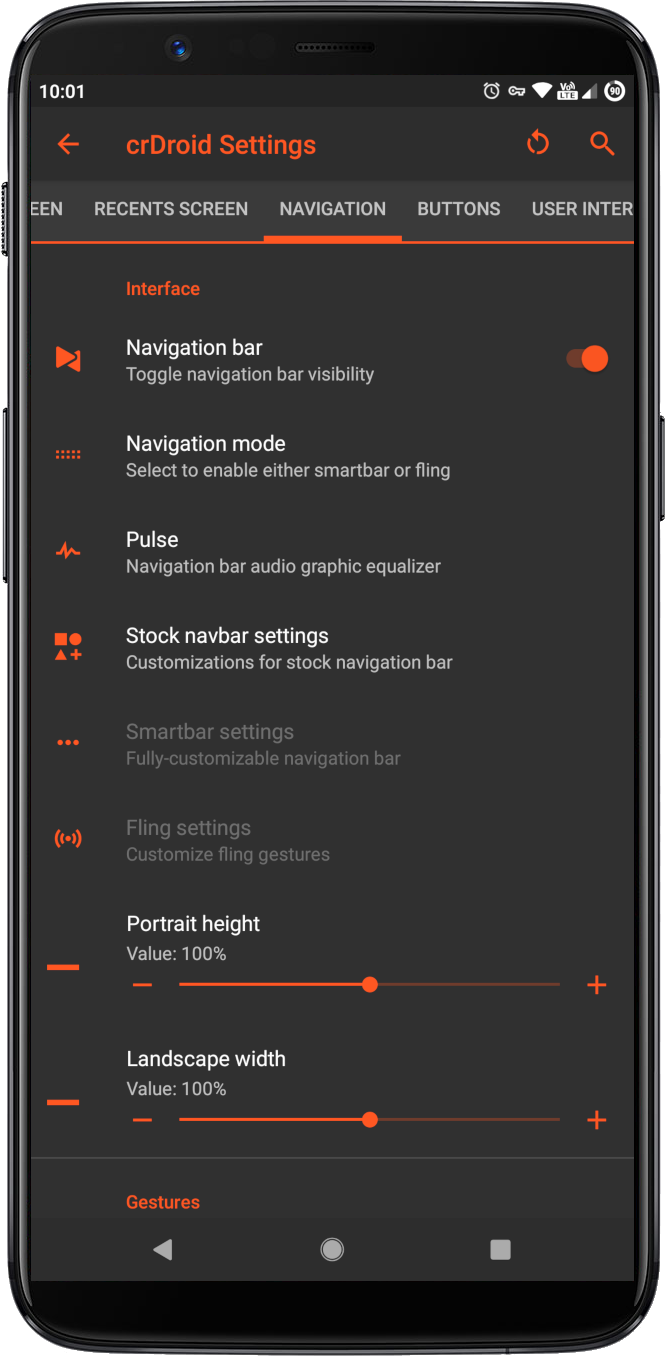 10:01
Vo))
LTE
90
crDroid Settings
EEN RECENTS SCREEN NAVIGATION BUTTONS USER INTER
Interface
Navigation bar
Toggle navigation bar visibility
Navigation mode
Select to enable either smartbar or fling
Pulse
Navigation bar audio graphic equalizer
Stock navbar settings
Customizations for stock navigation bar
Smartbar settings
Fully-customizable navigation bar
Fling settings
Customize fling gestures
Portrait height
Value: 100%
Landscape width
Value: 100%
Gestures